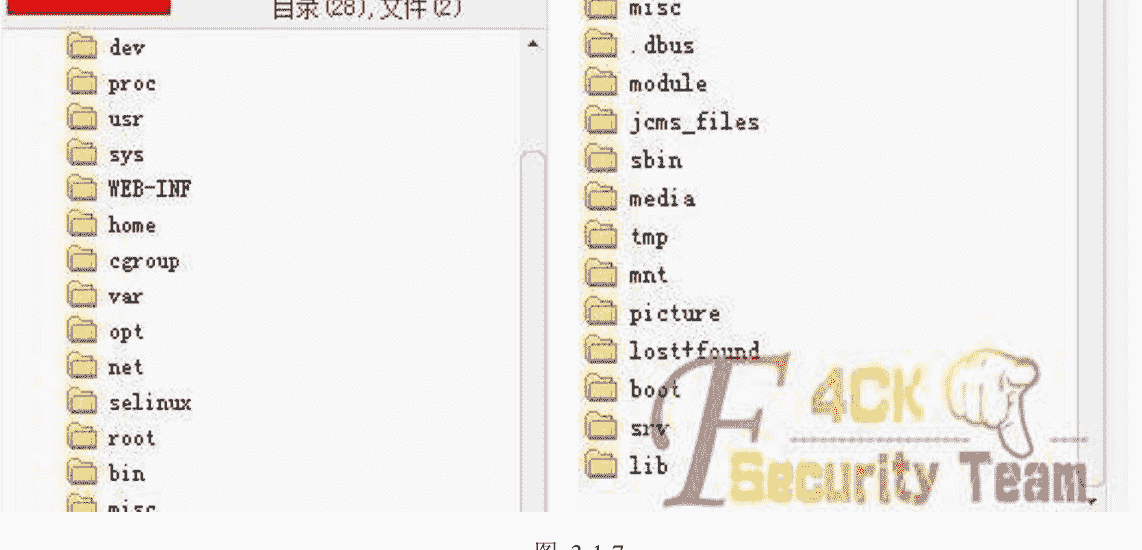 目录(28),文件(2)
dev
proc
usr
sys
WEB-INF
home
cgroup
var
opt
net
selinux
root
bin
misc
misc
.dbus
module
jcms_files
sbin
media
tmp
mnt
picture
lost+found
boot
srv
lib
F4CK
Security Team
图 3-1-7